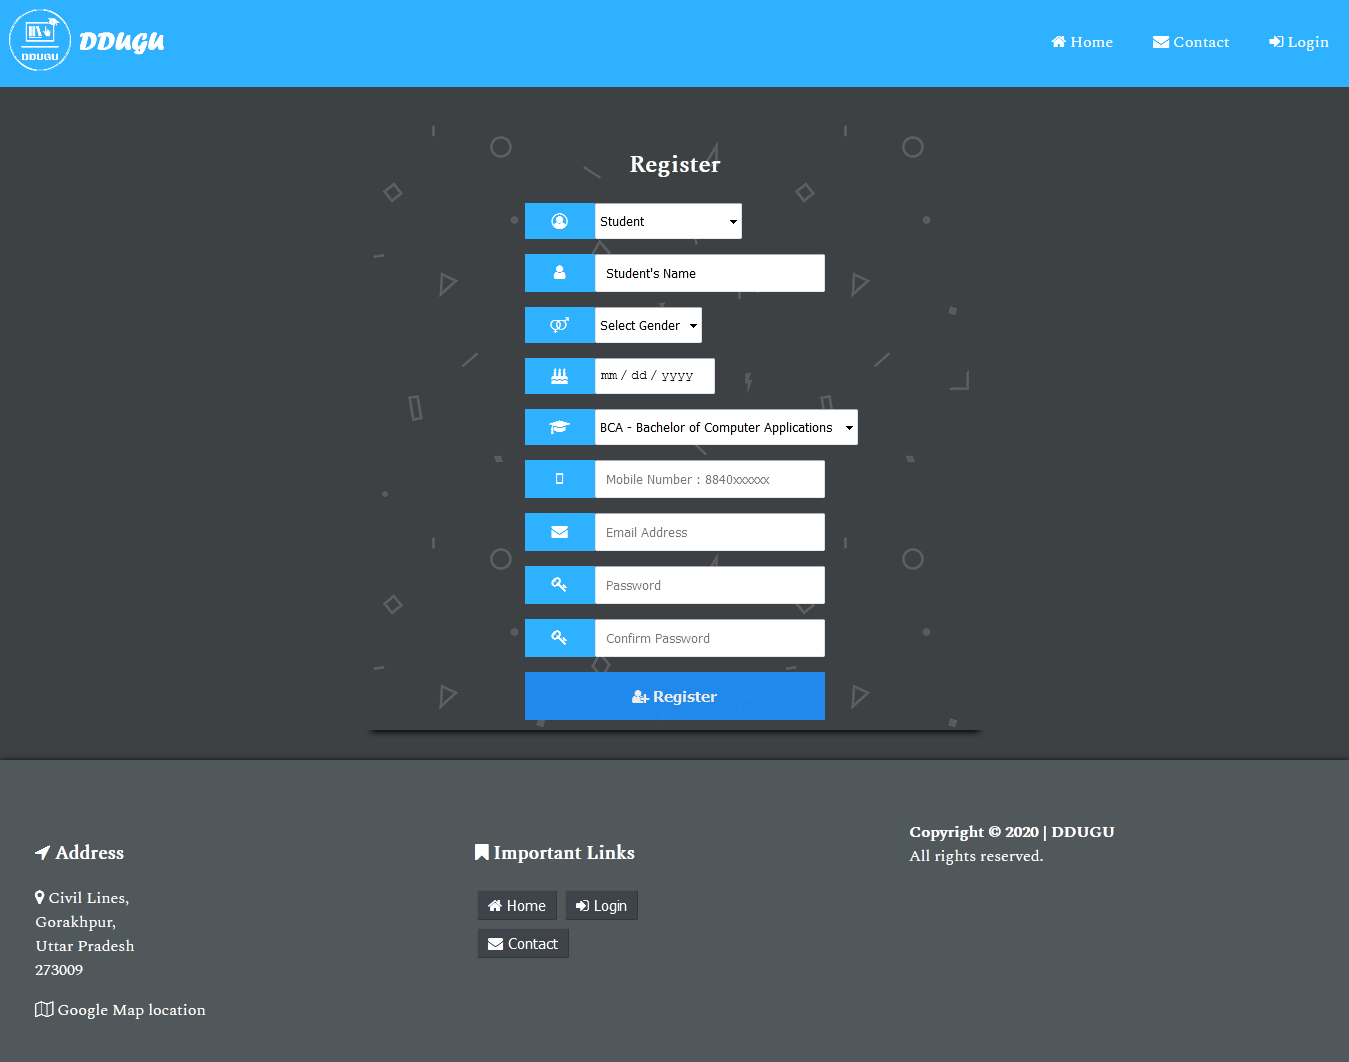 DDUGU
DDUGU
Home
Contact
Login
Register
Student
Student's Name
Select Gender
mm / dd / yyyy
BCA - Bachelor of Computer Applications
Mobile Number : 8840xxxxxx
Email Address
Password
Confirm Password
Register
Address
Civil Lines,
Gorakhpur,
Uttar Pradesh
273009
Google Map location
Important Links
Home
Login
Contact
Copyright © 2020 | DDUGU
All rights reserved.